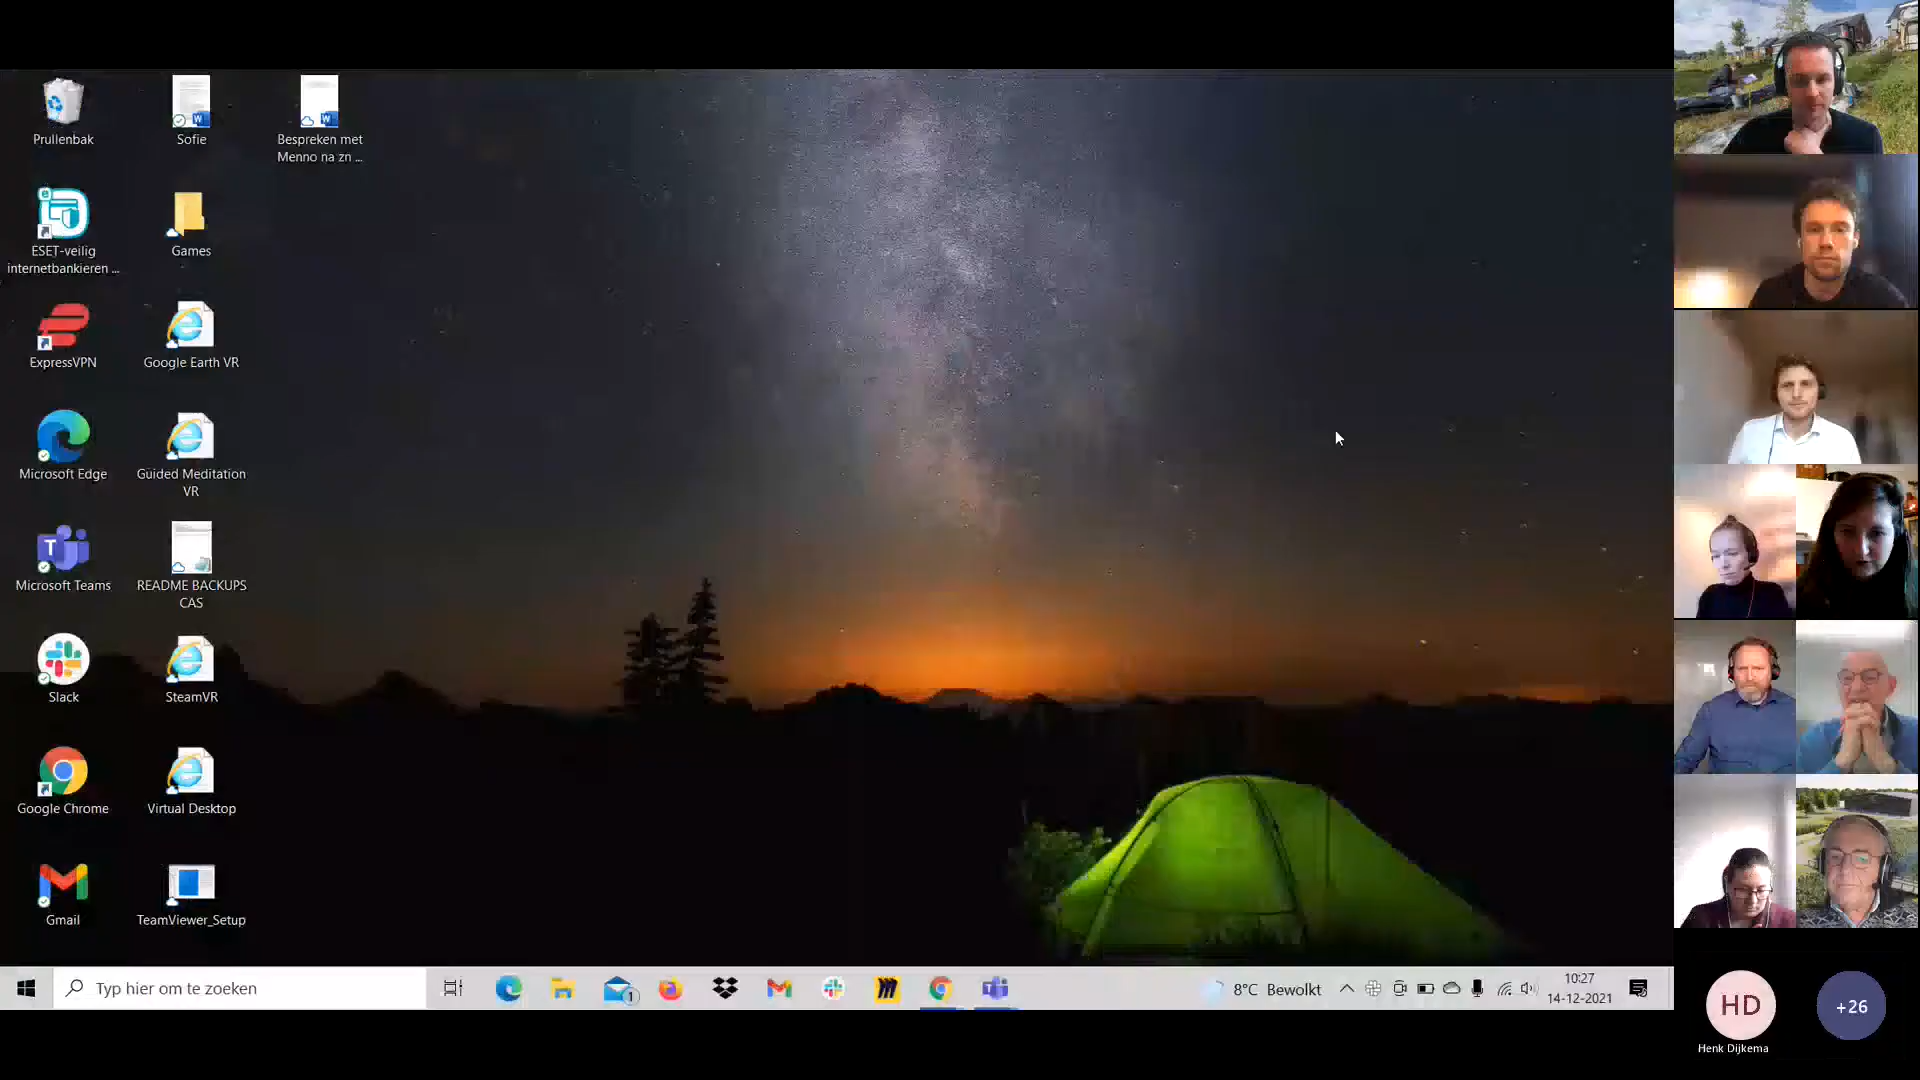 Prullenbak
Sofie
Bespreken met
Menno na zn ...
ESET-veilig
internetbankieren ...
Games
ExpressVPN
Google Earth VR
Microsoft Edge
Guided Meditation
VR
Microsoft Teams
README BACKUPS
CAS
Slack
SteamVR
Google Chrome
Virtual Desktop
Gmail
TeamViewer_Setup
Typ hier om te zoeken
1
8°C Bewolkt
10:27
14-12-2021
HD
+26
Henk Dijkema